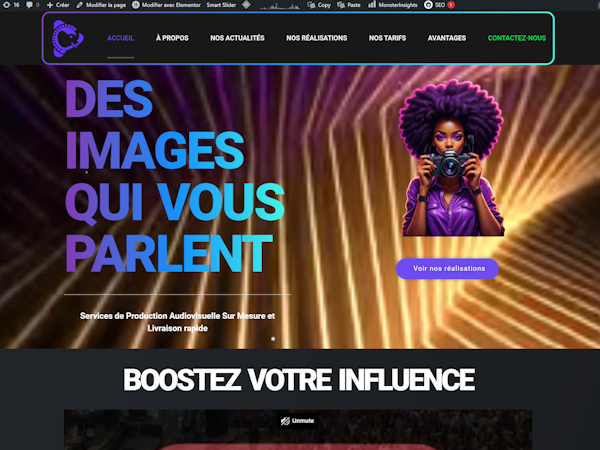 16 0 Créer Modifier la page Modifier avec Elementor Smart Slider Copy Paste MonsterInsights SEO 1
ACCUEIL À PROPOS NOS ACTUALITÉS NOS RÉALISATIONS NOS TARIFS AVANTAGES CONTACTEZ-NOUS
DES
IMAGES
QUI VOUS
PARLENT
Voir nos réalisations
Services de Production Audiovisuelle Sur Mesure et
Livraison rapide
BOOSTEZ VOTRE INFLUENCE
Unmute